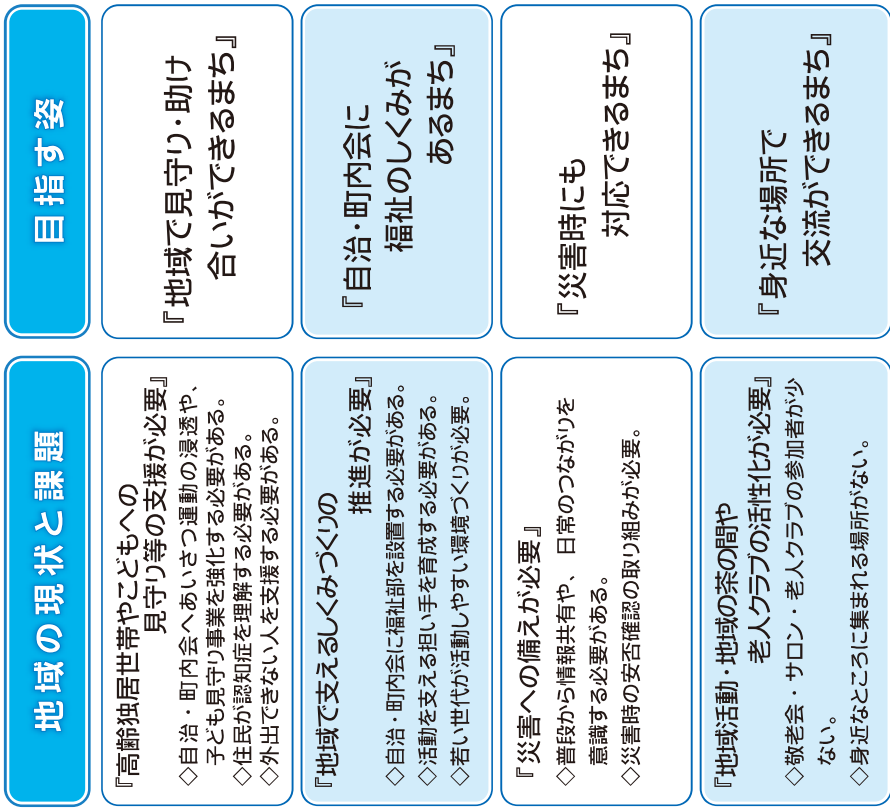 地域の現状と課題
目指す姿
『高齢独居世帯やこどもへの
見守り等の支援が必要』
◇自治・町内会へあいさつ運動の浸透や、
子ども見守り事業を強化する必要がある。
◇住民が認知症を理解する必要がある。
◇外出できない人を支援する必要がある。
『地域で見守り・助け
合いができるまち』
『地域で支えるしくみづくりの
推進が必要』
◇自治・町内会に福祉部を設置する必要がある。
◇活動を支える担い手を育成する必要がある。
◇若い世代が活動しやすい環境づくりが必要。
『自治・町内会に
福祉のしくみが
あるまち』
『災害への備えが必要』
◇普段から情報共有や、日常のつながりを
意識する必要がある。
◇災害時の安否確認の取り組みが必要。
『災害時にも
対応できるまち』
『地域活動・地域の茶の間や
老人クラブの活性化が必要』
◇敬老会・サロン・老人クラブの参加者が少
ない。
◇身近なところに集まれる場所がない。
『身近な場所で
交流ができるまち』